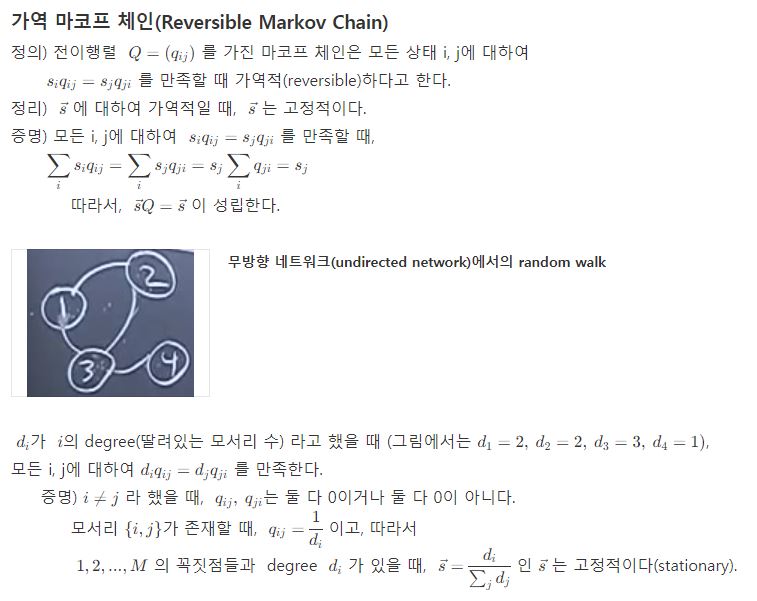 가역 마코프 체인(Reversible Markov Chain)
정의) 전이행렬 Q = (q_{ij}) 를 가진 마코프 체인은 모든 상태 i, j에 대하여
s_i q_{ij} = s_j q_{ji} 를 만족할 때 가역적(reversible)하다고 한다.
정리) \vec{s} 에 대하여 가역적일 때, \vec{s} 는 고정적이다.
증명) 모든 i, j에 대하여 s_i q_{ij} = s_j q_{ji} 를 만족할 때,
\sum_i s_i q_{ij} = \sum_i s_j q_{ji} = s_j \sum_i q_{ji} = s_j
따라서, \vec{s}Q = \vec{s} 이 성립한다.
무방향 네트워크(undirected network)에서의 random walk
1
2
3
4
d_i가 i의 degree(딸려있는 모서리 수) 라고 했을 때 (그림에서는 d_1 = 2, d_2 = 2, d_3 = 3, d_4 = 1),
모든 i, j에 대하여 d_i q_{ij} = d_j q_{ji} 를 만족한다.
증명) i ≠ j 라 했을 때, q_{ij}, q_{ji}는 둘 다 0이거나 둘 다 0이 아니다.
모서리 {i, j}가 존재할 때, q_{ij} = \frac{1}{d_i} 이고, 따라서
1, 2, ..., M 의 꼭짓점들과 degree d_i 가 있을 때, \vec{s} = \frac{d_i}{\sum_j d_j} 인 \vec{s} 는 고정적이다(stationary).